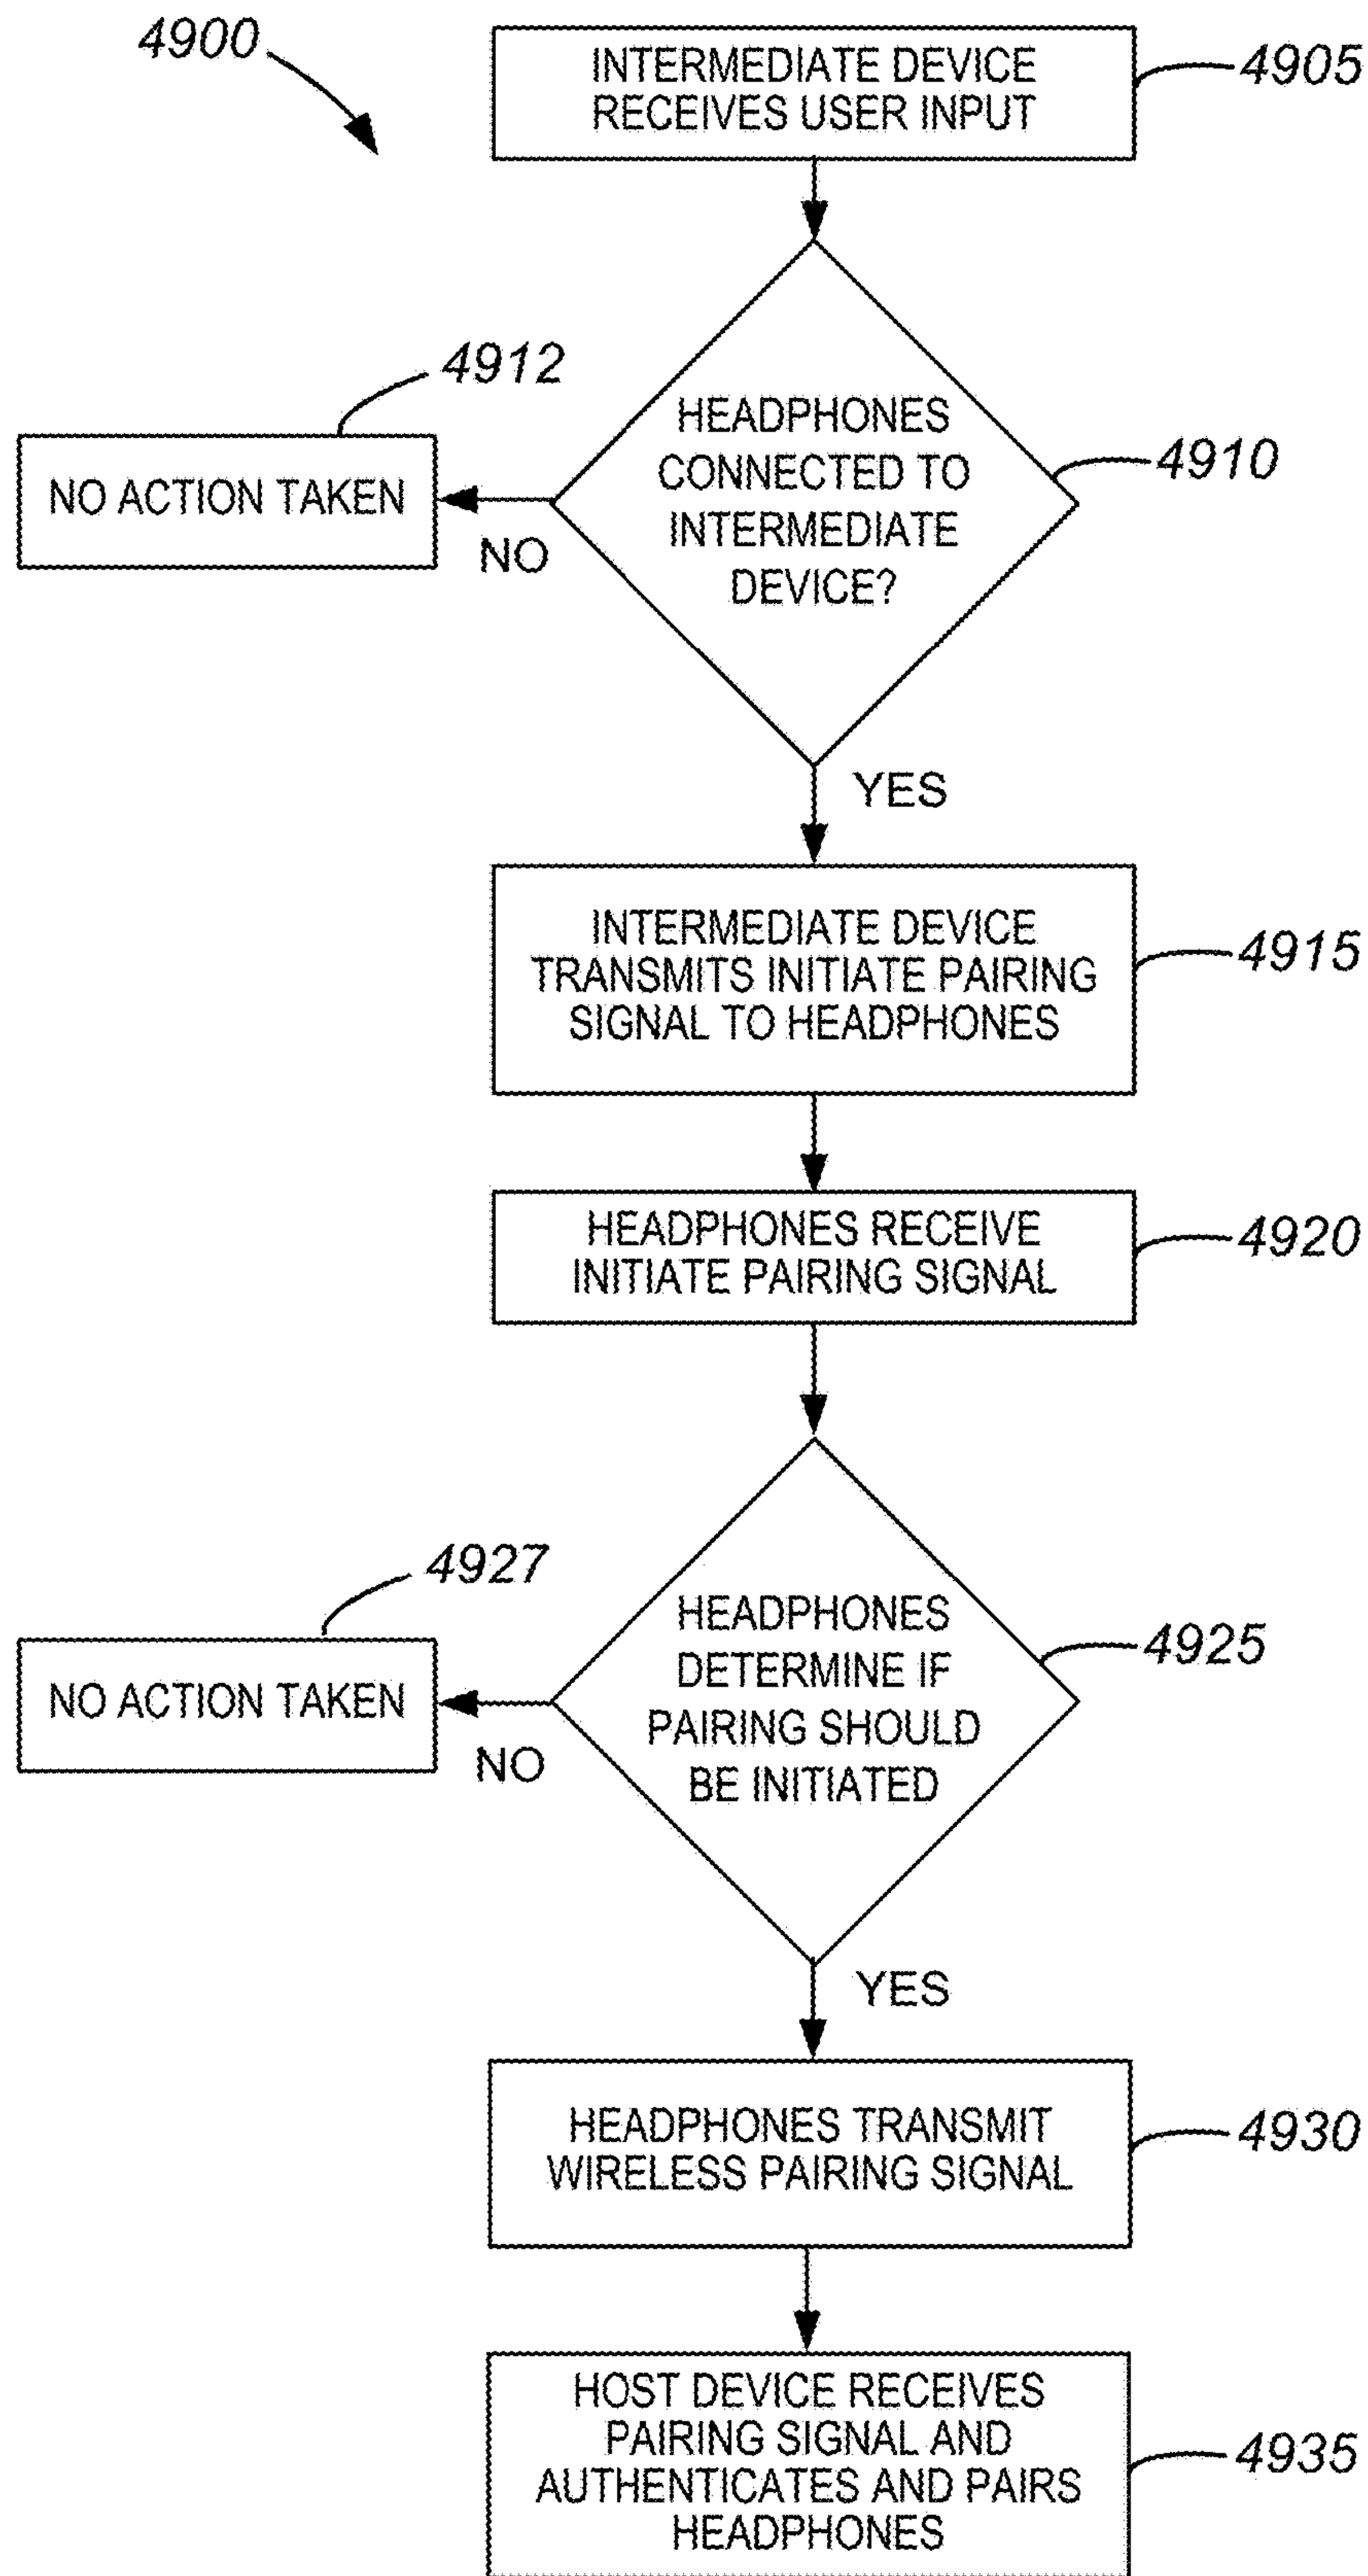 4900
INTERMEDIATE DEVICE
RECEIVES USER INPUT
4905
HEADPHONES
CONNECTED TO
INTERMEDIATE
DEVICE?
4910
4912
NO ACTION TAKEN
NO
YES
INTERMEDIATE DEVICE
TRANSMITS INITIATE PAIRING
SIGNAL TO HEADPHONES
4915
HEADPHONES RECEIVE
INITIATE PAIRING SIGNAL
4920
HEADPHONES
DETERMINE IF
PAIRING SHOULD
BE INITIATED
4925
4927
NO ACTION TAKEN
NO
YES
HEADPHONES TRANSMIT
WIRELESS PAIRING SIGNAL
4930
HOST DEVICE RECEIVES
PAIRING SIGNAL AND
AUTHENTICATES AND PAIRS
HEADPHONES
4935